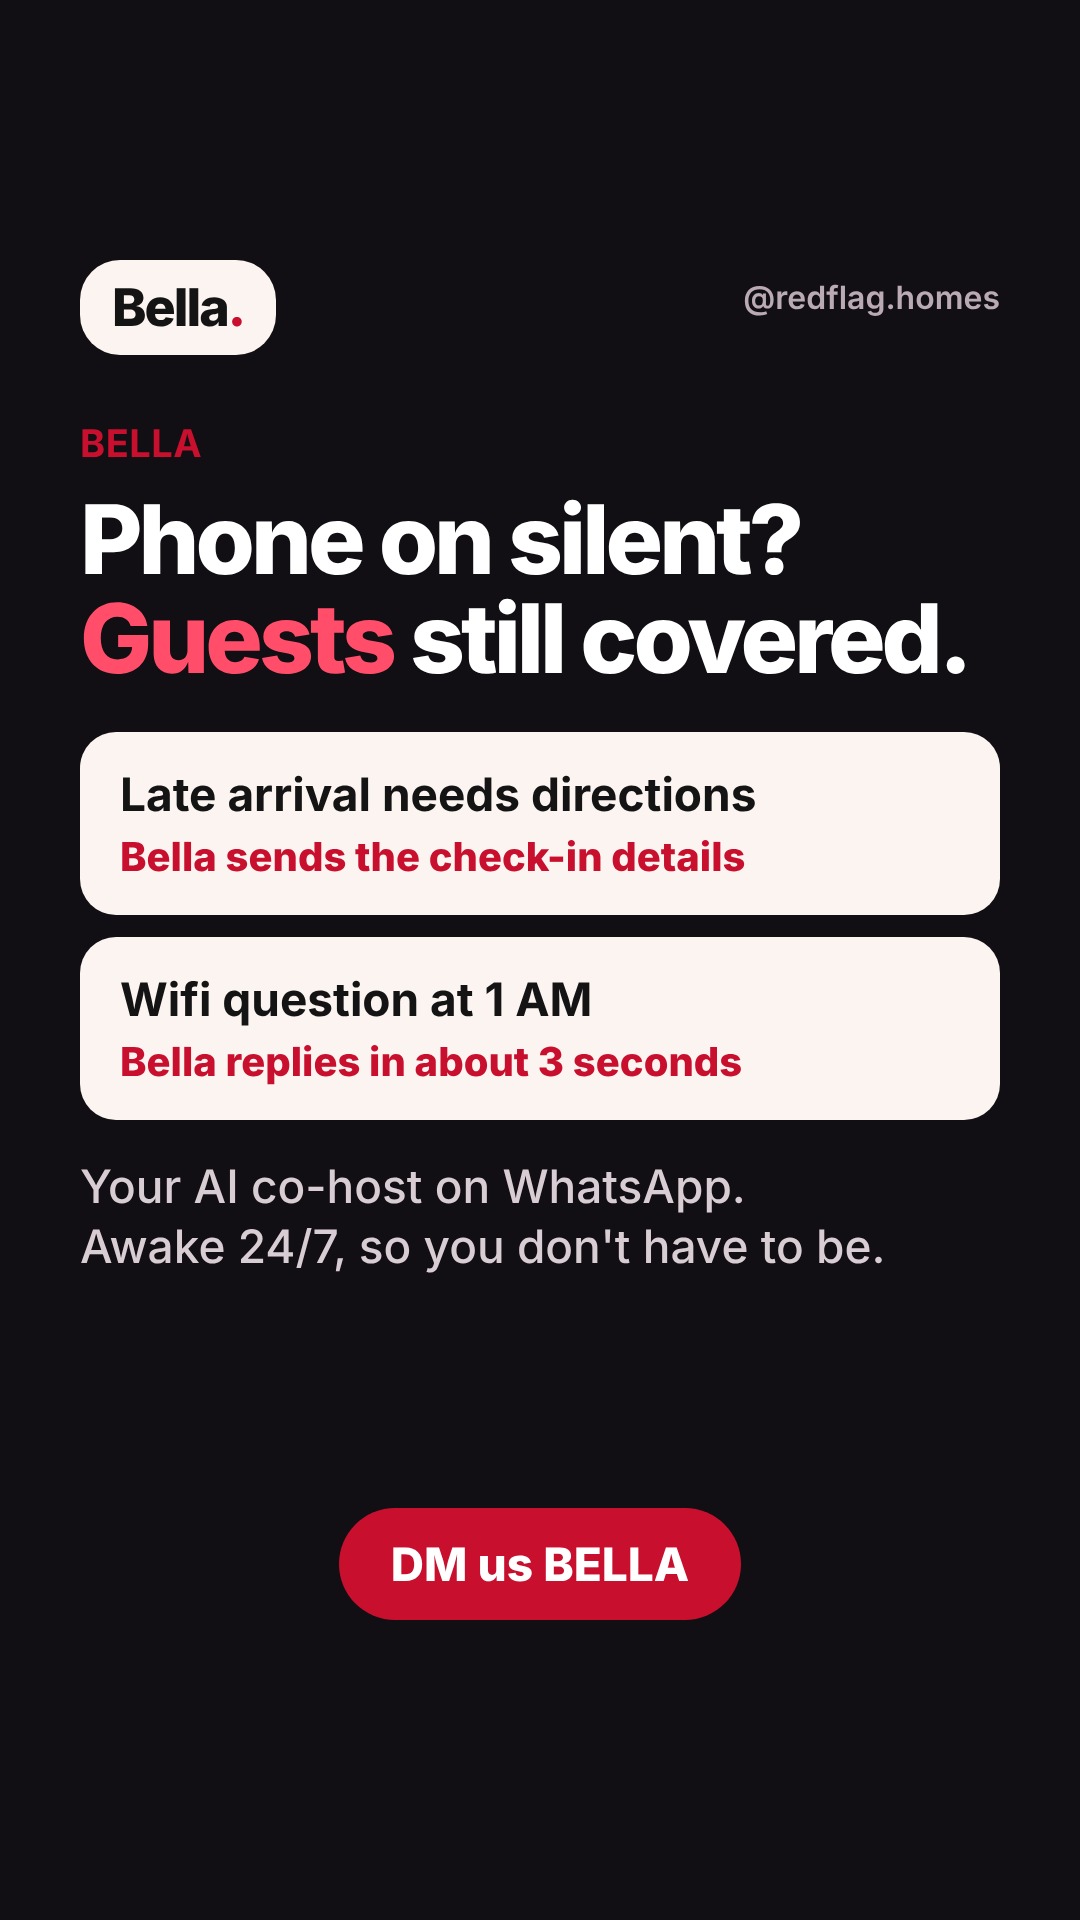 Bella.
@redflag.homes
BELLA
Phone on silent?
Guests still covered.
Late arrival needs directions
Bella sends the check-in details
Wifi question at 1 AM
Bella replies in about 3 seconds
Your AI co-host on WhatsApp.
Awake 24/7, so you don't have to be.
DM us BELLA